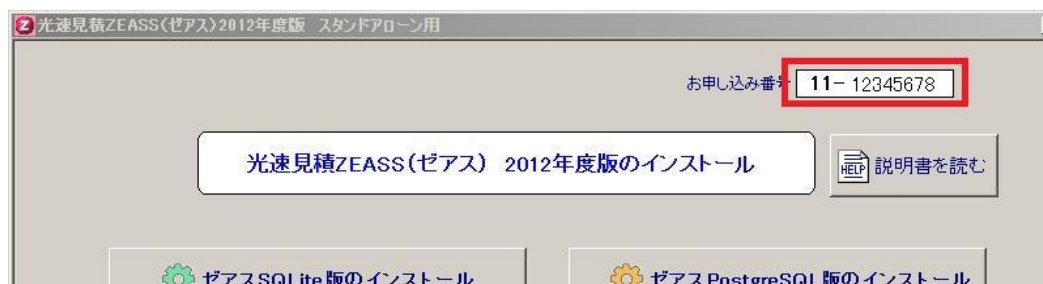 光速見積ZEASS(ゼアス)2012年度版 スタンドアローン用
お申し込み番号 11- 12345678
光速見積ZEASS(ゼアス) 2012年度版のインストール
HELP 説明書を読む
ゼアスSQLite版のインストール
ゼアスPostgreSQL版のインストール